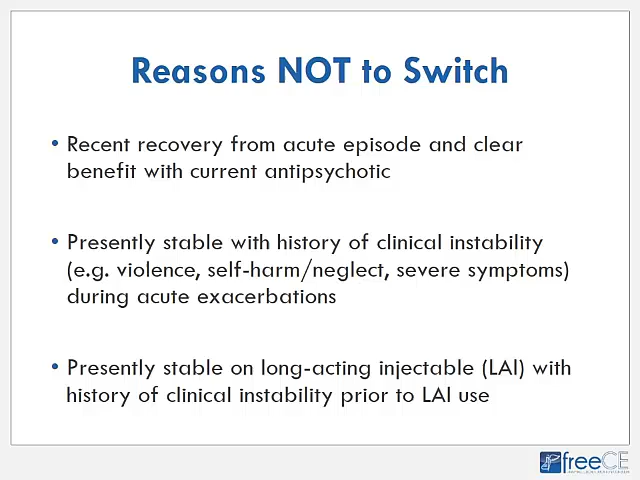 Reasons NOT to Switch
• Recent recovery from acute episode and clear
benefit with current antipsychotic
• Presently stable with history of clinical instability
(e.g. violence, self-harm/neglect, severe symptoms)
during acute exacerbations
• Presently stable on long-acting injectable (LAI) with
history of clinical instability prior to LAI use
freeCE